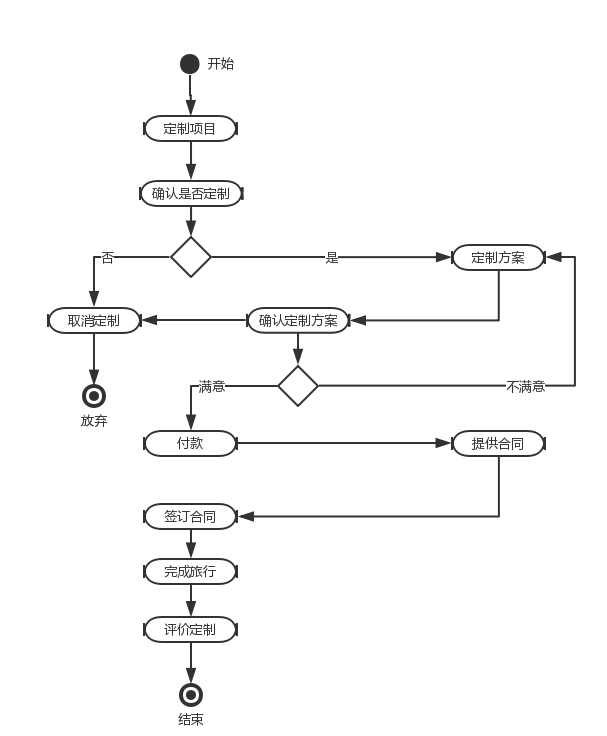 开始
定制项目
确认是否定制
否
是
定制方案
取消定制
确认定制方案
满意
不满意
放弃
付款
提供合同
签订合同
完成旅行
评价定制
结束